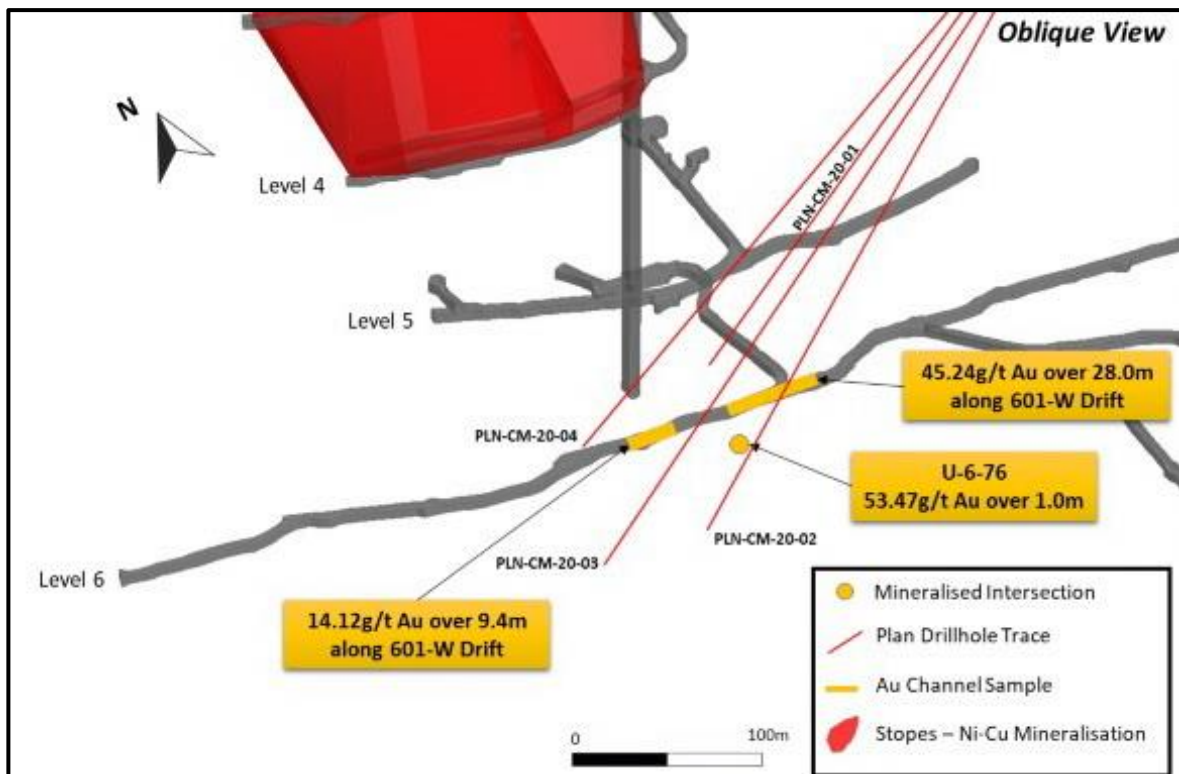 Oblique View
N
Level 4
PLN-CM-20-01
Level 5
45.24g/t Au over 28.0m
along 601-W Drift
PLN-CM-20-04
U-6-76
53.47g/t Au over 1.0m
PLN-CM-20-02
PLN-CM-20-03
Level 6
14.12g/t Au over 9.4m
along 601-W Drift
Mineralised Intersection
Plan Drillhole Trace
Au Channel Sample
Stopes – Ni-Cu Mineralisation
0
100m